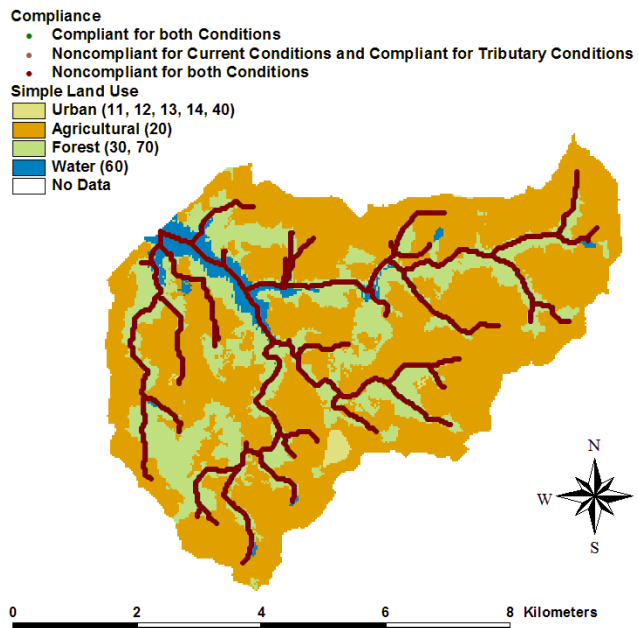 Compliance
Compliant for both Conditions
Noncompliant for Current Conditions and Compliant for Tributary Conditions
Noncompliant for both Conditions
Simple Land Use
Urban (11, 12, 13, 14, 40)
Agricultural (20)
Forest (30, 70)
Water (60)
No Data
N
W E
S
0 2 4 6 8 Kilometers